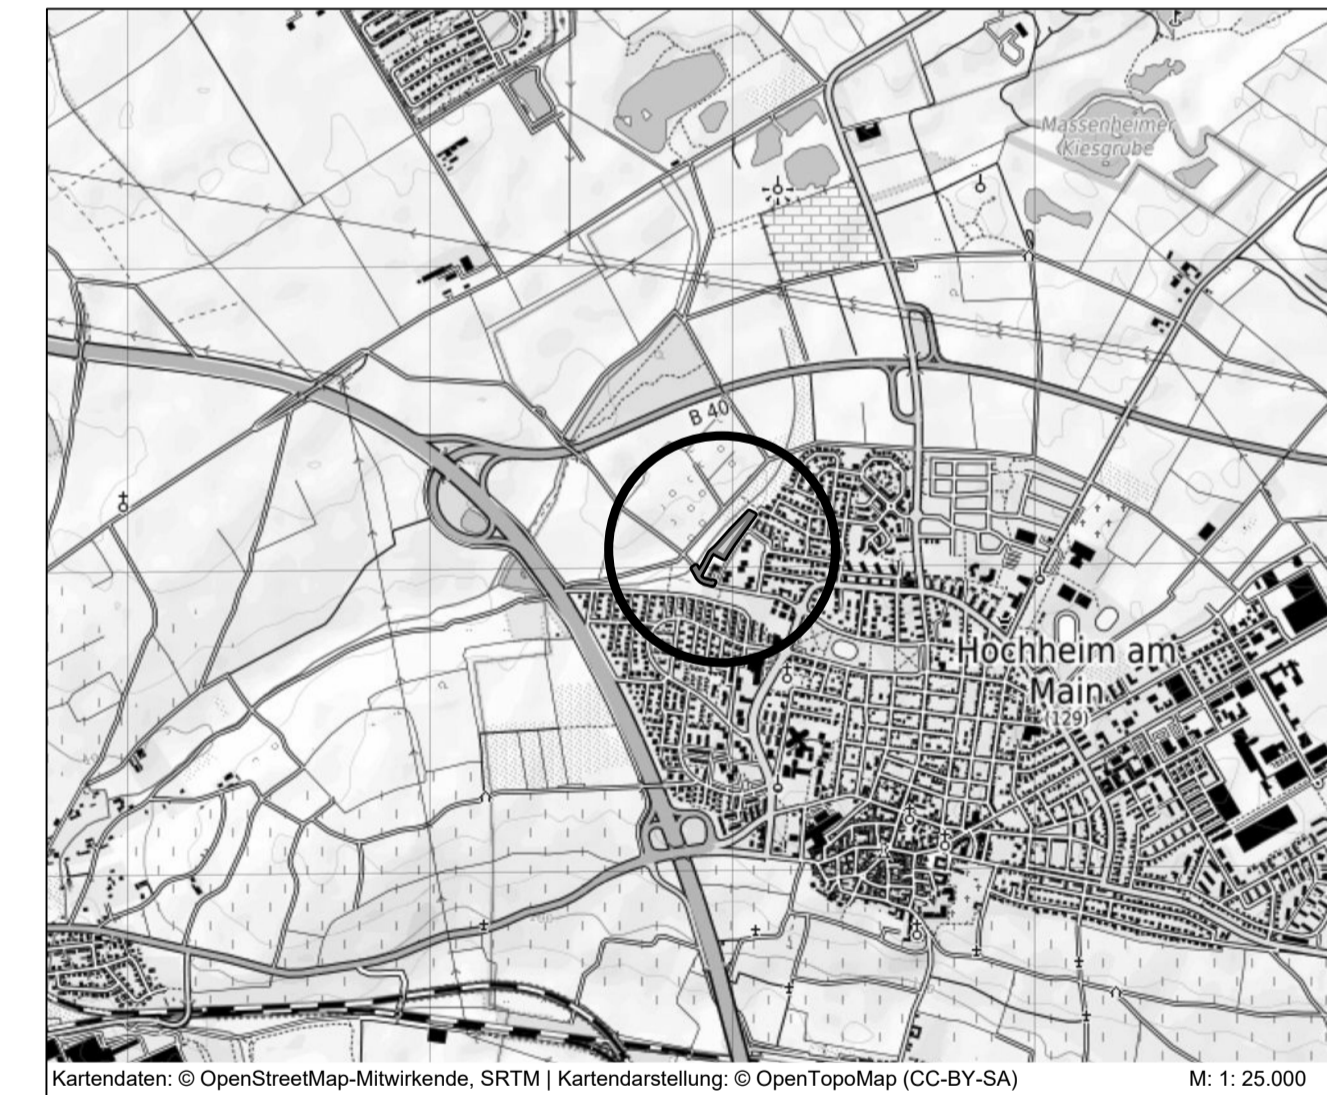 Massenheimer
Kiesgrube
B 40
Hochheim am
Main
(129)
Kartendaten: © OpenStreetMap-Mitwirkende, SRTM | Kartendarstellung: © OpenTopoMap (CC-BY-SA)
M: 1: 25.000